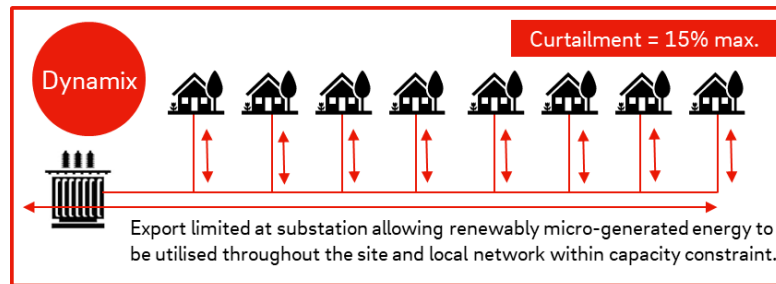 Curtailment = 15% max.
Dynamix
Export limited at substation allowing renewably micro-generated energy to
be utilised throughout the site and local network within capacity constraint.